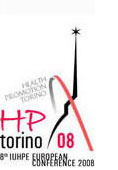 HEALTH
PROMOTION
TORINO
HP
torino 08
8th IUHPE EUROPEAN
CONFERENCE 2008